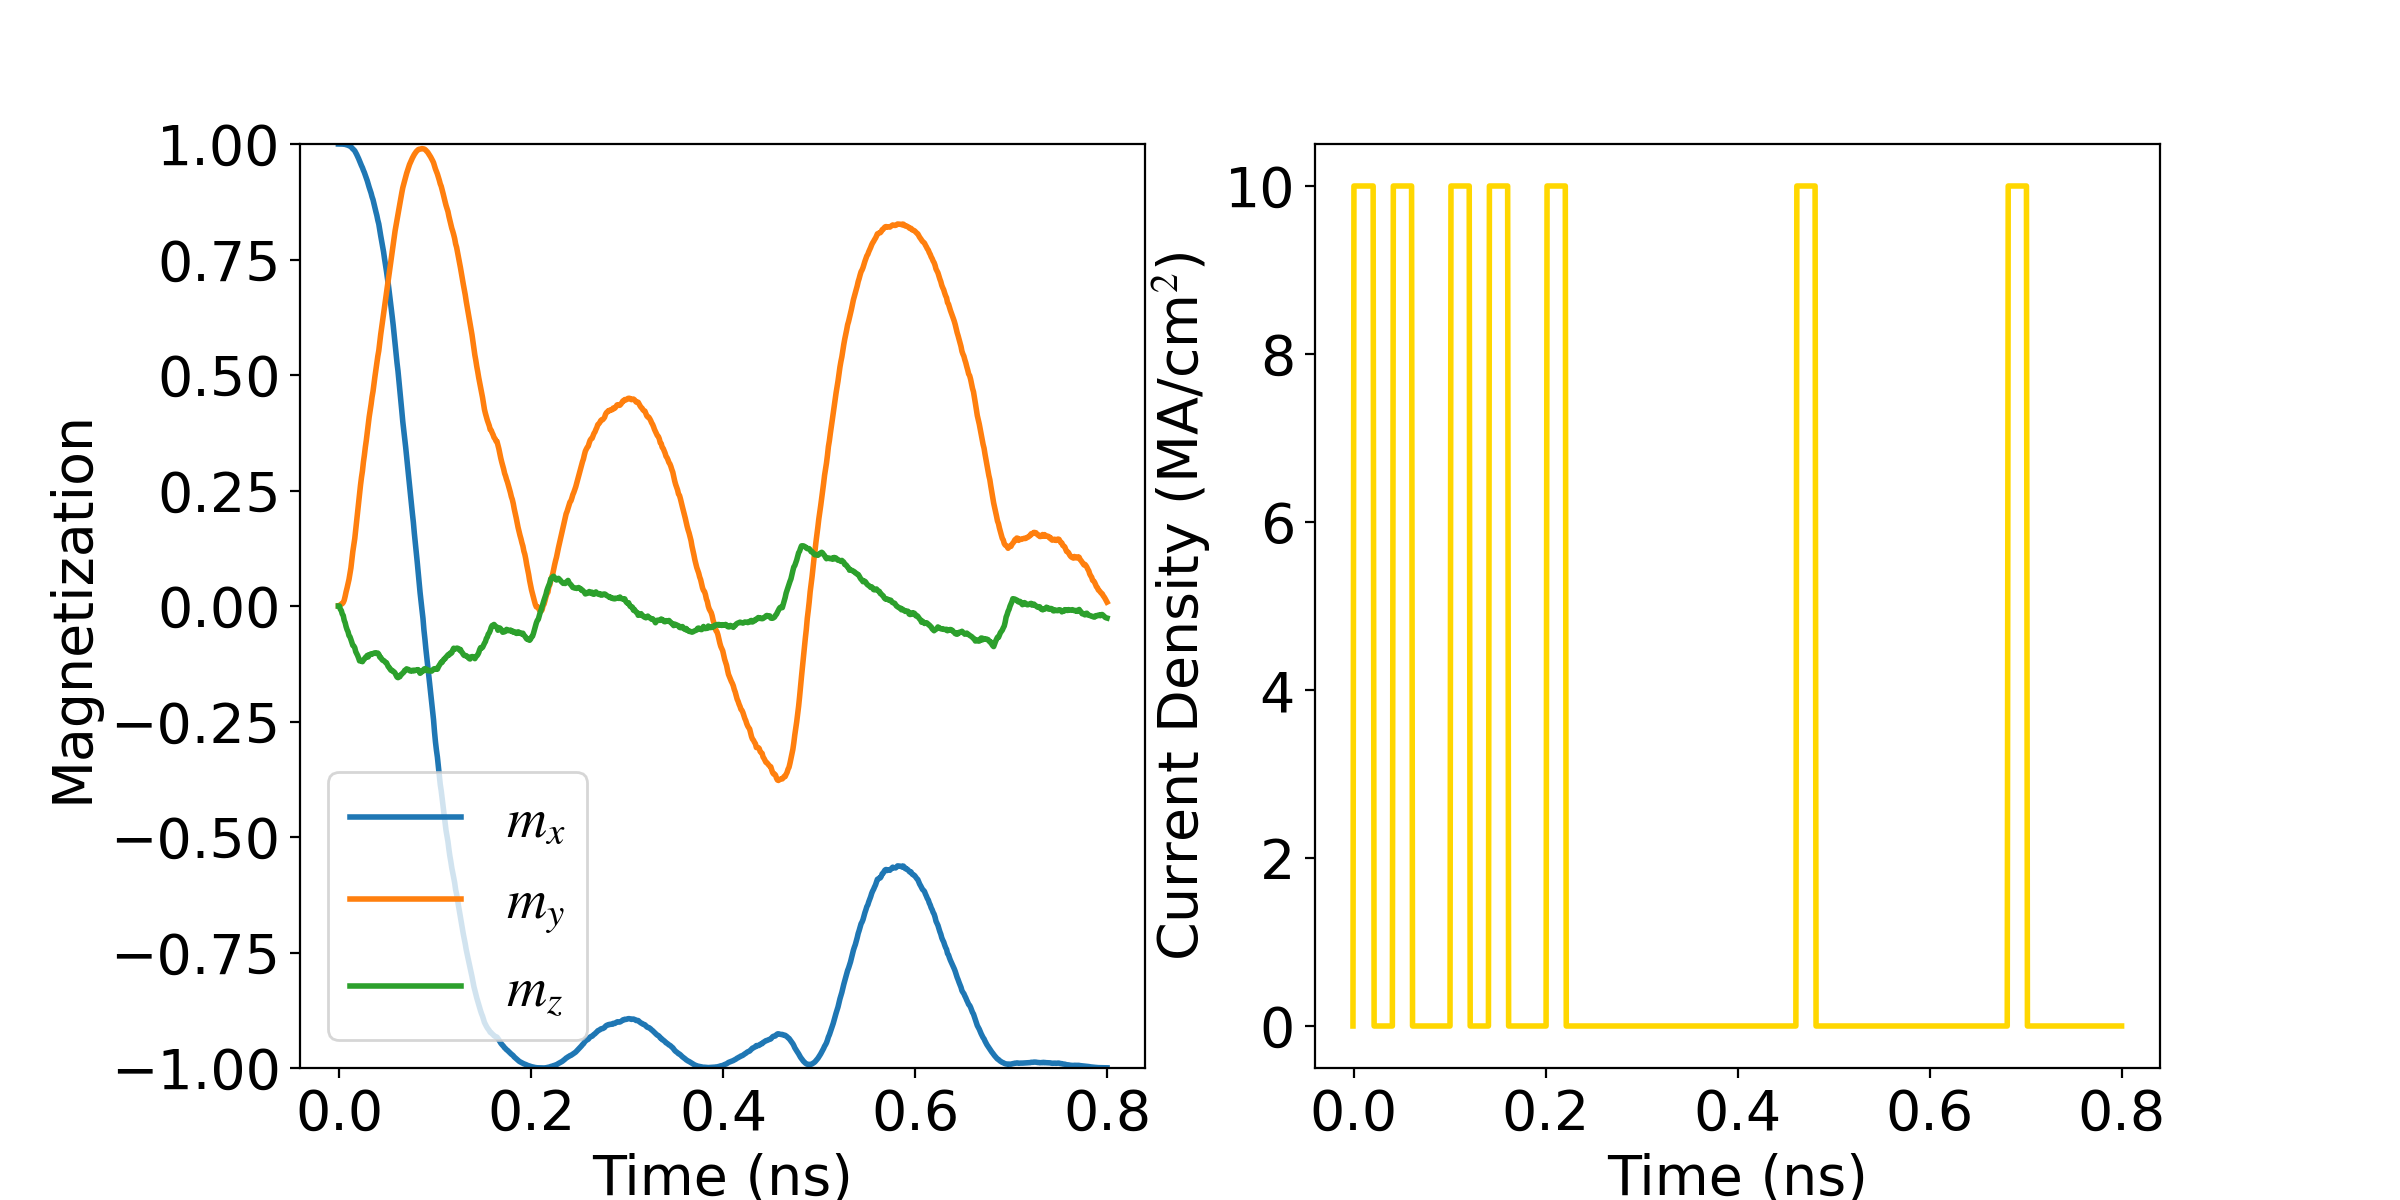 Magnetization
1.00
0.75
0.50
0.25
0.00
−0.25
−0.50
−0.75
−1.00
m_x
m_y
m_z
0.0 0.2 0.4 0.6 0.8
Time (ns)
Current Density (MA/cm²)
10
8
6
4
2
0
0.0 0.2 0.4 0.6 0.8
Time (ns)